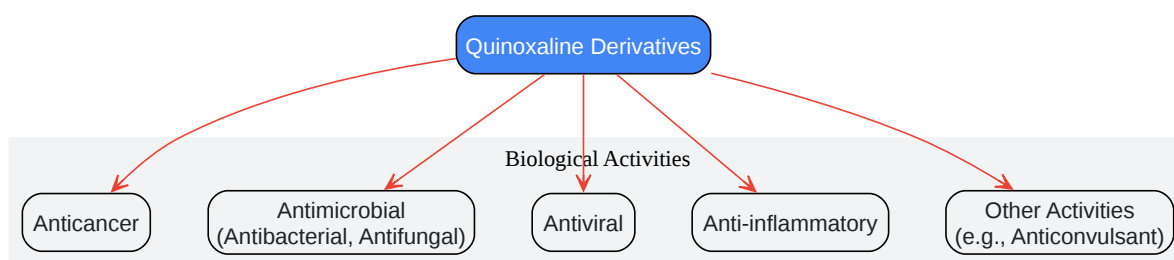 Quinoxaline Derivatives
Biological Activities
Anticancer
Antimicrobial
(Antibacterial, Antifungal)
Antiviral
Anti-inflammatory
Other Activities
(e.g., Anticonvulsant)